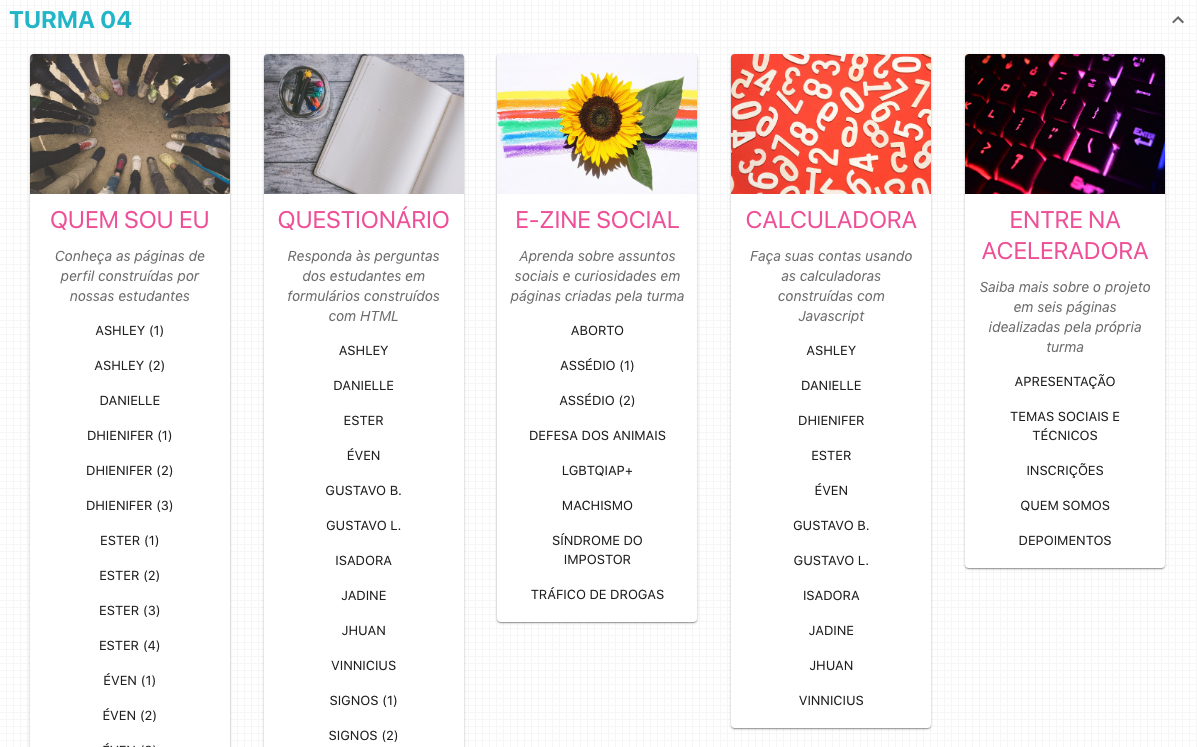 TURMA 04
QUEM SOU EU
Conheça as páginas de
perfil construídas por
nossas estudantes
ASHLEY (1)
ASHLEY (2)
DANIELLE
DHIENIFER (1)
DHIENIFER (2)
DHIENIFER (3)
ESTER (1)
ESTER (2)
ESTER (3)
ESTER (4)
ÉVEN (1)
ÉVEN (2)
QUESTIONÁRIO
Responda às perguntas
dos estudantes em
formulários construídos
com HTML
ASHLEY
DANIELLE
ESTER
ÉVEN
GUSTAVO B.
GUSTAVO L.
ISADORA
JADINE
JHUAN
VINNICIUS
SIGNOS (1)
SIGNOS (2)
E-ZINE SOCIAL
Aprenda sobre assuntos
sociais e curiosidades em
páginas criadas pela turma
ABORTO
ASSÉDIO (1)
ASSÉDIO (2)
DEFESA DOS ANIMAIS
LGBTQIAP+
MACHISMO
SÍNDROME DO
IMPOSTOR
TRÁFICO DE DROGAS
CALCULADORA
Faça suas contas usando
as calculadoras
construídas com
Javascript
ASHLEY
DANIELLE
DHIENIFER
ESTER
ÉVEN
GUSTAVO B.
GUSTAVO L.
ISADORA
JADINE
JHUAN
VINNICIUS
ENTRE NA
ACELERADORA
Saiba mais sobre o projeto
em seis páginas
idealizadas pela própria
turma
APRESENTAÇÃO
TEMAS SOCIAIS E
TÉCNICOS
INSCRIÇÕES
QUEM SOMOS
DEPOIMENTOS